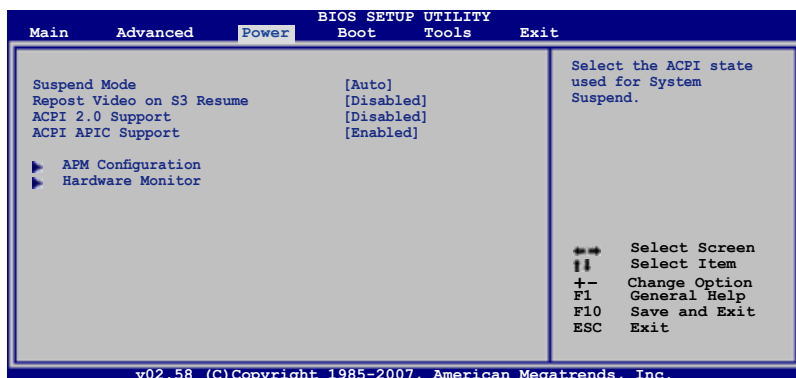 BIOS SETUP UTILITY
Main Advanced Power Boot Tools Exit
Suspend Mode [Auto]
Repost Video on S3 Resume [Disabled]
ACPI 2.0 Support [Disabled]
ACPI APIC Support [Enabled]
APM Configuration
Hardware Monitor
Select the ACPI state
used for System
Suspend.
←→ Select Screen
↑↓ Select Item
+- Change Option
F1 General Help
F10 Save and Exit
ESC Exit
v02.58 (C)Copyright 1985-2007, American Megatrends, Inc.